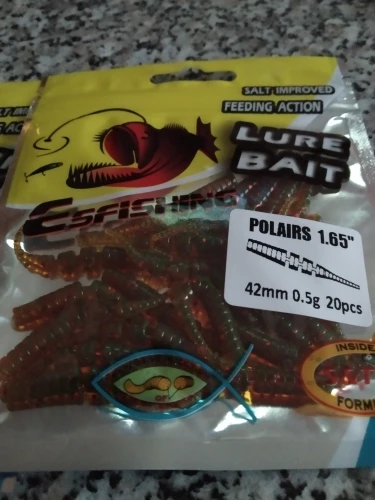 SALT IMPROVED
FEEDING ACTION
LURE
BAIT
ESFISHING
POLAIRS 1.65"
42mm 0.5g 20pcs
INSIDE